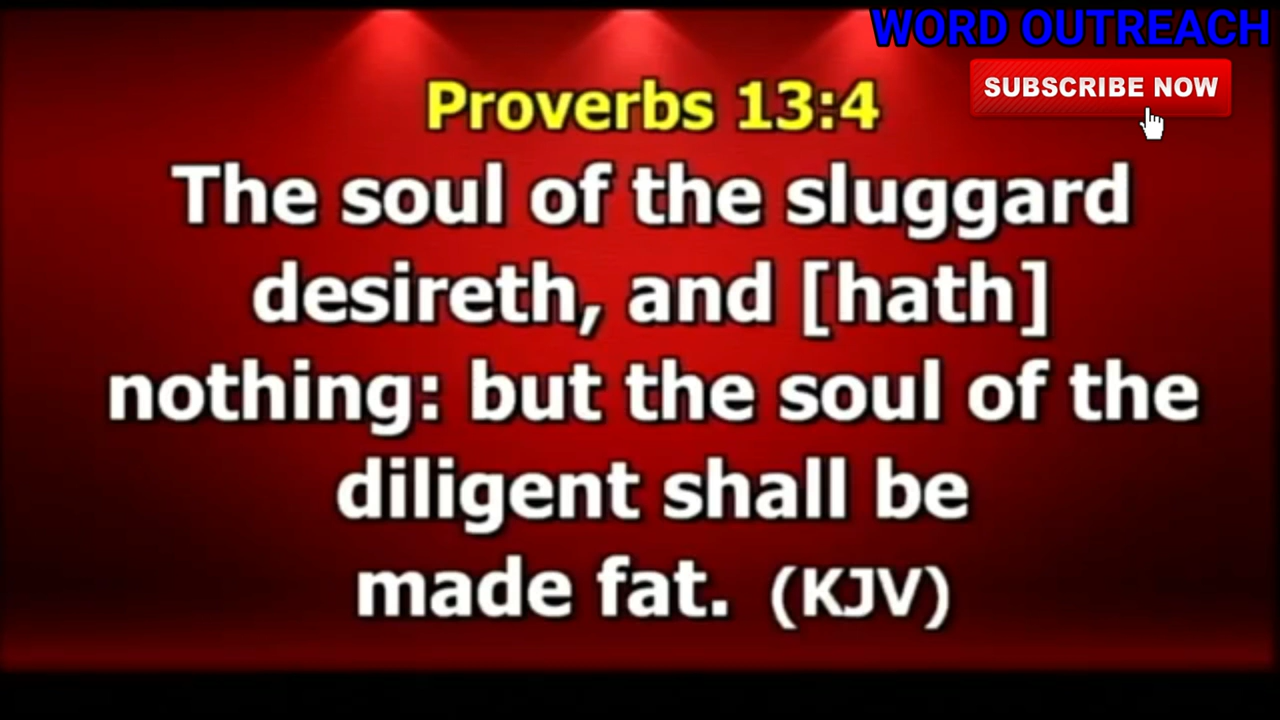 WORD OUTREACH
SUBSCRIBE NOW
Proverbs 13:4
The soul of the sluggard
desireth, and [hath]
nothing: but the soul of the
diligent shall be
made fat. (KJV)